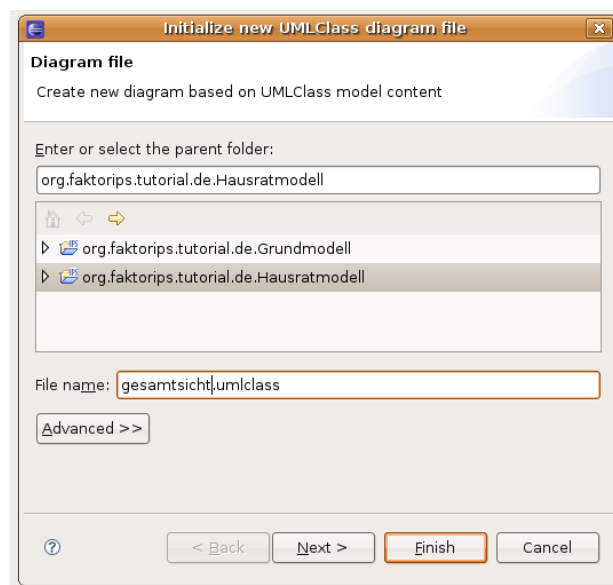 Initialize new UMLClass diagram file
Diagram file
Create new diagram based on UMLClass model content
Enter or select the parent folder:
org.faktorips.tutorial.de.Hausratmodell
org.faktorips.tutorial.de.Grundmodell
org.faktorips.tutorial.de.Hausratmodell
File name: gesamtsicht.umlclass
Advanced >>
< Back Next > Finish Cancel